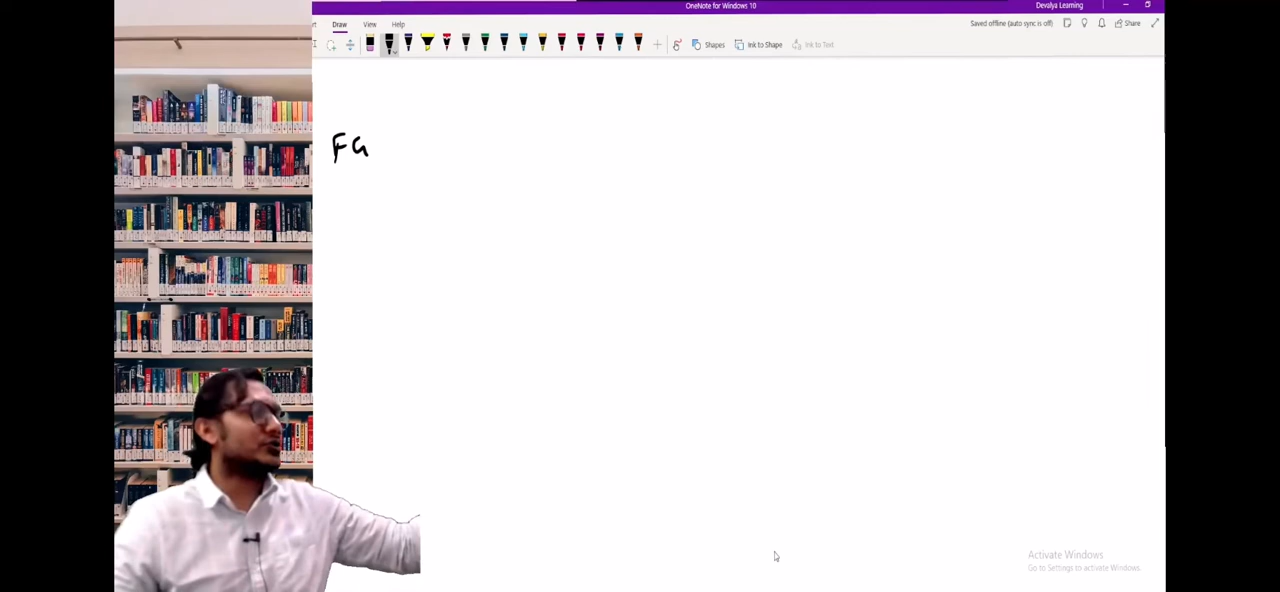 OneNote for Windows 10
Devalya Learning
Draw View Help
Saved offline (auto sync is off)
Share
Shapes
Ink to Shape
Ink to Text
FG
Activate Windows
Go to Settings to activate Windows.